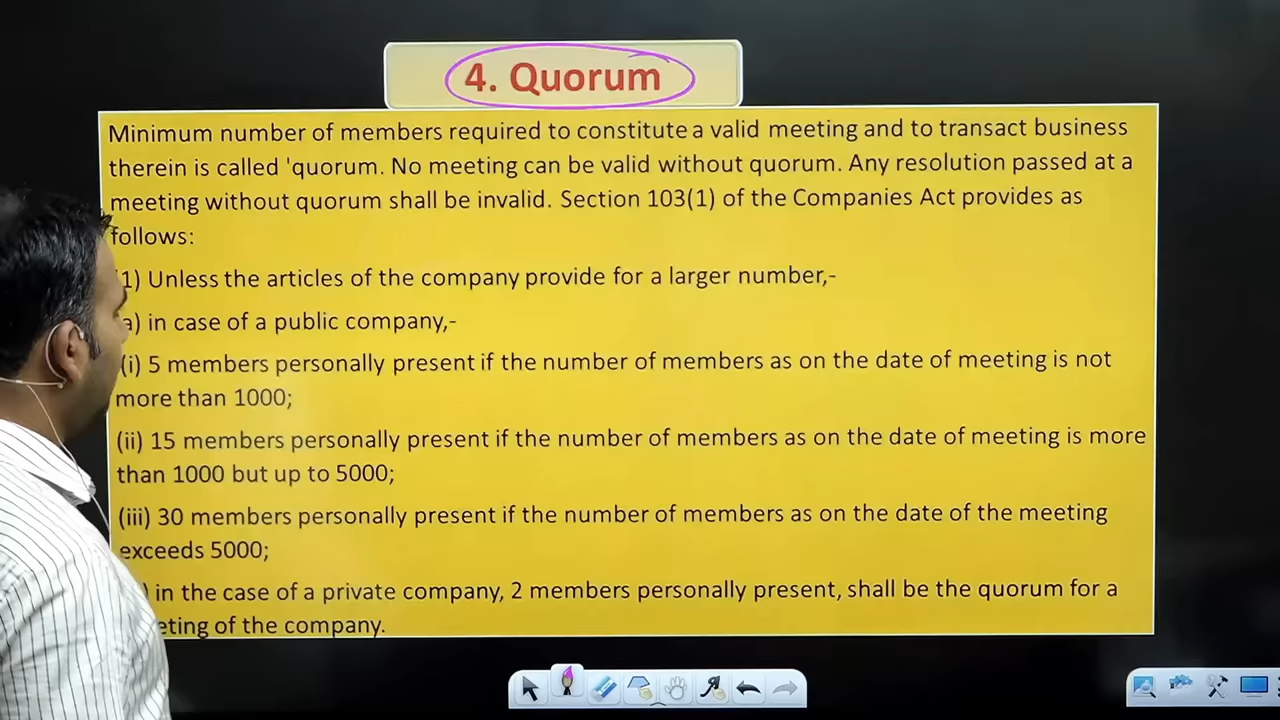 4. Quorum
Minimum number of members required to constitute a valid meeting and to transact business
therein is called 'quorum. No meeting can be valid without quorum. Any resolution passed at a
meeting without quorum shall be invalid. Section 103(1) of the Companies Act provides as
follows:
1) Unless the articles of the company provide for a larger number,-
a) in case of a public company,-
(i) 5 members personally present if the number of members as on the date of meeting is not
more than 1000;
(ii) 15 members personally present if the number of members as on the date of meeting is more
than 1000 but up to 5000;
(iii) 30 members personally present if the number of members as on the date of the meeting
exceeds 5000;
) in the case of a private company, 2 members personally present, shall be the quorum for a
eting of the company.